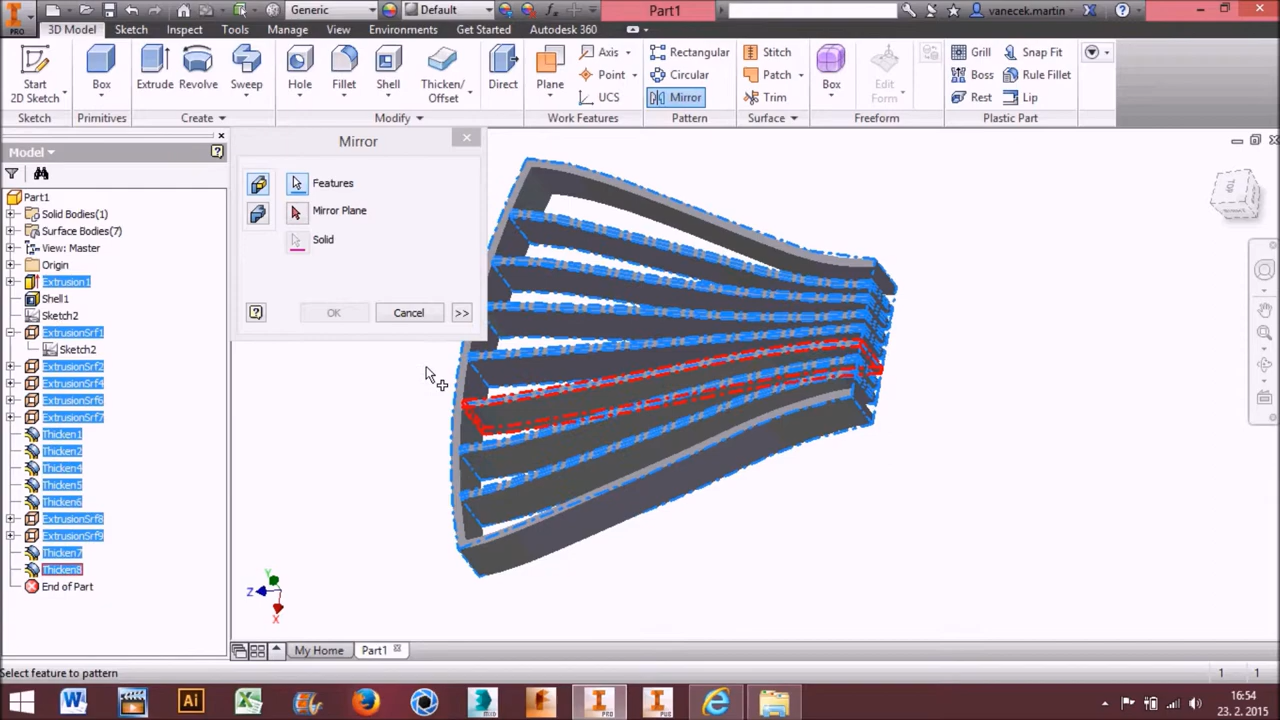 Generic
Default
Part1
vanecek.martin
PRO
3D Model
Sketch
Inspect
Tools
Manage
View
Environments
Get Started
Autodesk 360
Start
2D Sketch
Box
Extrude
Revolve
Sweep
Hole
Fillet
Shell
Thicken/
Offset
Direct
Plane
Axis
Point
UCS
Rectangular
Circular
Mirror
Stitch
Patch
Trim
Box
Edit
Form
Grill
Boss
Rest
Snap Fit
Rule Fillet
Lip
Sketch
Primitives
Create
Modify
Work Features
Pattern
Surface
Freeform
Plastic Part
Model
Part1
Solid Bodies(1)
Surface Bodies(7)
View: Master
Origin
Extrusion1
Shell1
Sketch2
ExtrusionSrf1
Sketch2
ExtrusionSrf2
ExtrusionSrf4
ExtrusionSrf6
ExtrusionSrf7
Thicken1
Thicken2
Thicken4
Thicken5
Thicken6
ExtrusionSrf8
ExtrusionSrf9
Thicken7
Thicken8
End of Part
Mirror
Features
Mirror Plane
Solid
OK
Cancel
>>
TOP
Y
Z
X
My Home
Part1
Select feature to pattern
1
1
Ai
PRO
16:54
23. 2. 2015